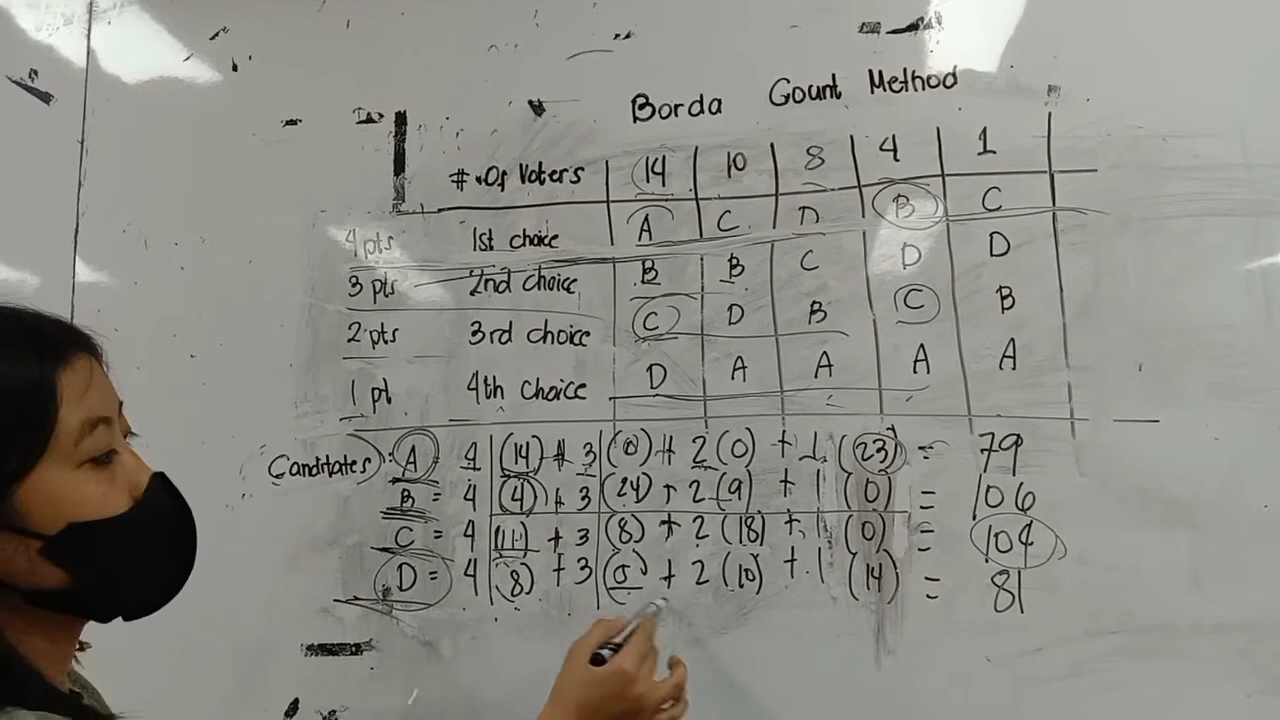 Borda Count Method
# Of Voters 14 10 8 4 1
4 pts 1st choice A C D B C
3 pts 2nd choice B B C D D
2 pts 3rd choice C D B C B
1 pt 4th choice D A A A A
Canditates: A 4 (14) + 3 (0) + 2 (0) + 1 (23) = 79
B = 4 (4) + 3 (24) + 2 (9) + 1 (0) = 106
C = 4 (11) + 3 (8) + 2 (18) + 1 (0) = 104
D = 4 (8) + 3 (5) + 2 (10) + 1 (14) = 81